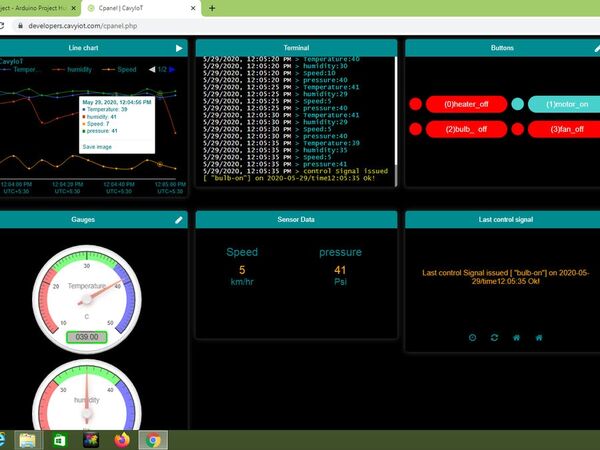 oject - Arduino Project Hu
Cpanel | CavyIoT
developers.cavyiot.com/cpanel.php
Line chart
CavyIoT
Temper...
humidity
Speed
1/2
May 29, 2020, 12:04:56 PM
Temperature: 39
humidity: 41
Speed: 7
pressure: 41
Save image
12:04:00 PM
UTC+5:30
12:04:20 PM
UTC+5:30
12:04:40 PM
UTC+5:30
12:05:00 PM
UTC+5:30
Terminal
5/29/2020, 12:05:20 PM > Temperature:40
5/29/2020, 12:05:20 PM > humidity:30
5/29/2020, 12:05:20 PM > Speed:10
5/29/2020, 12:05:20 PM > pressure:40
5/29/2020, 12:05:25 PM > Temperature:41
5/29/2020, 12:05:25 PM > humidity:29
5/29/2020, 12:05:25 PM > Speed:5
5/29/2020, 12:05:25 PM > pressure:40
5/29/2020, 12:05:30 PM > Temperature:41
5/29/2020, 12:05:30 PM > humidity:29
5/29/2020, 12:05:30 PM > Speed:5
5/29/2020, 12:05:30 PM > pressure:40
5/29/2020, 12:05:35 PM > Temperature:39
5/29/2020, 12:05:35 PM > humidity:35
5/29/2020, 12:05:35 PM > Speed:5
5/29/2020, 12:05:35 PM > pressure:41
5/29/2020, 12:05:35 PM > control Signal issued
[ "bulb-on"] on 2020-05-29/time12:05:35 Ok!
Buttons
(0)heater_off
(1)motor_on
(2)bulb_ off
(3)fan_off
Gauges
10
20
30
40
50
Temperature
C
039.00
20
30
40
humidity
Sensor Data
Speed
5
km/hr
pressure
41
Psi
Last control signal
Last control Signal issued [ "bulb-on"] on 2020-05-
29/time12:05:35 Ok!